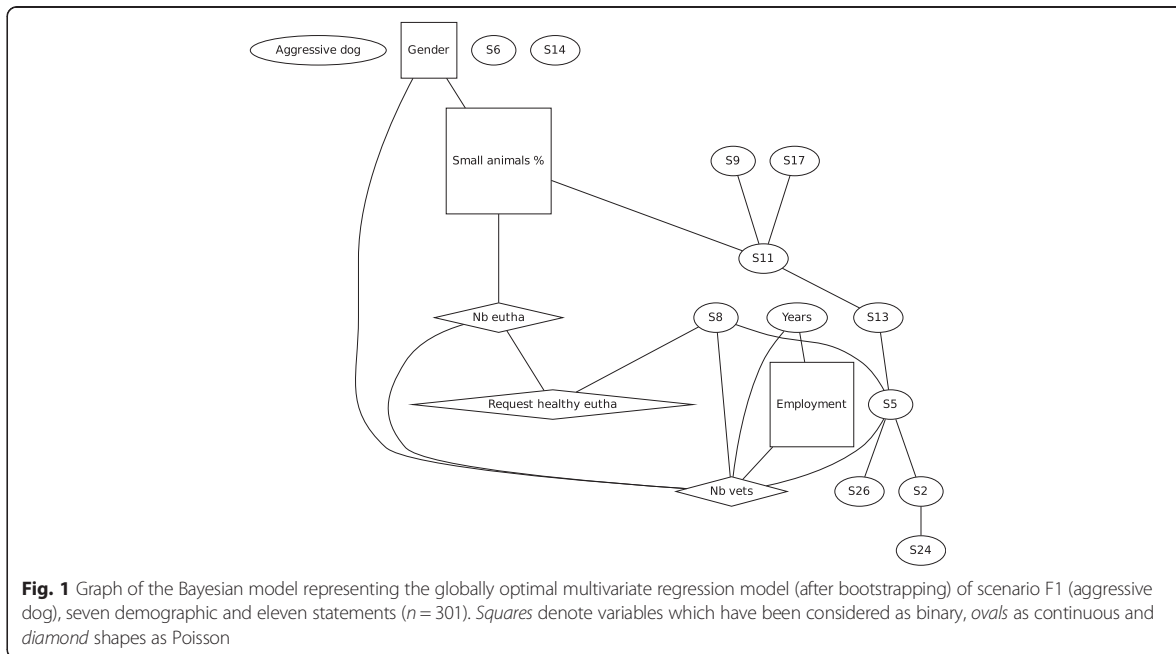 Aggressive dog
Gender
S6
S14
Small animals %
S9
S17
S11
Nb eutha
S8
Years
S13
Request healthy eutha
Employment
S5
Nb vets
S26
S2
S24
Fig. 1 Graph of the Bayesian model representing the globally optimal multivariate regression model (after bootstrapping) of scenario F1 (aggressive
dog), seven demographic and eleven statements (n = 301). Squares denote variables which have been considered as binary, ovals as continuous and
diamond shapes as Poisson